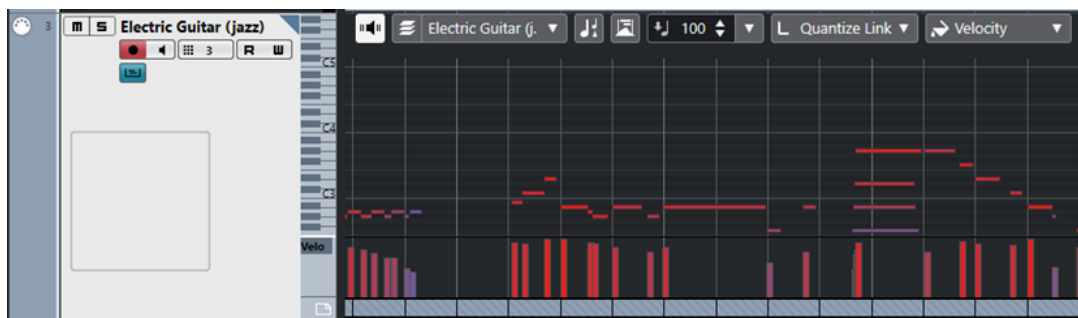 3 m S Electric Guitar (jazz)
3 R W
Electric Guitar (j. 100 L Quantize Link Velocity
C5
C4
C3
Velo